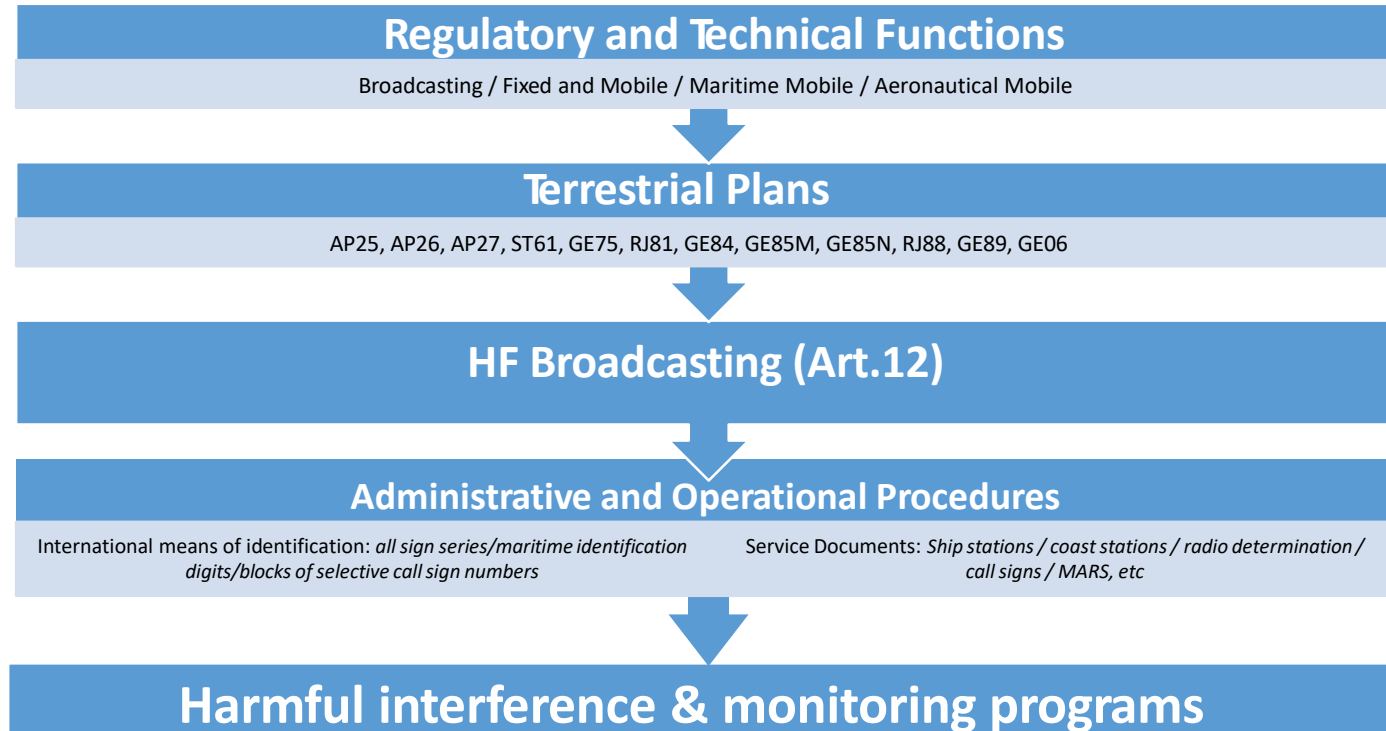 Regulatory and Technical Functions
Broadcasting / Fixed and Mobile / Maritime Mobile / Aeronautical Mobile
Terrestrial Plans
AP25, AP26, AP27, ST61, GE75, RJ81, GE84, GE85M, GE85N, RJ88, GE89, GE06
HF Broadcasting (Art.12)
Administrative and Operational Procedures
International means of identification: all sign series/maritime identification
digits/blocks of selective call sign numbers
Service Documents: Ship stations / coast stations / radio determination /
call signs / MARS, etc
Harmful interference & monitoring programs